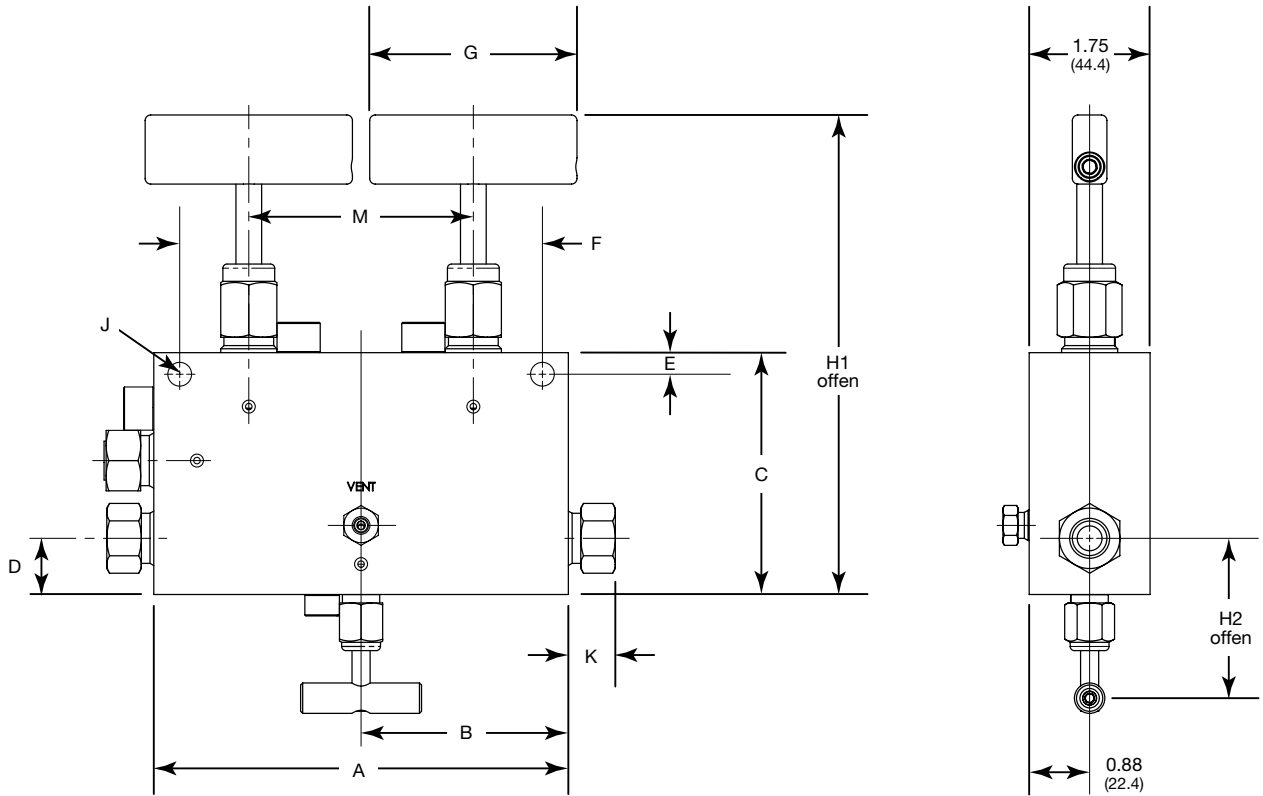 G
1.75
(44.4)
M
F
J
E
H1
offen
C
VENT
D
H2
offen
K
B
A
0.88
(22.4)